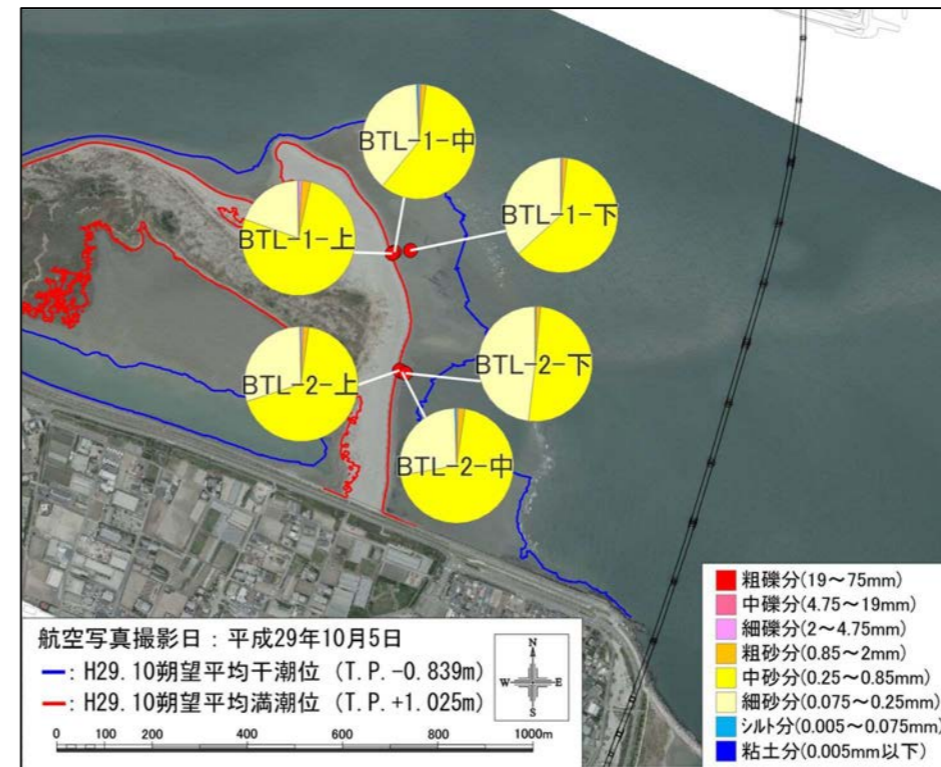 BTL-1-中
BTL-1-下
BTL-1-上
BTL-2-下
BTL-2-上
BTL-2-中
航空写真撮影日：平成29年10月5日
：H29.10朔望平均干潮位 (T.P.-0.839m)
：H29.10朔望平均満潮位 (T.P.+1.025m)
N
W E
S
0 200 400 600 800 1000m
粗礫分(19～75mm)
中礫分(4.75～19mm)
細礫分(2～4.75mm)
粗砂分(0.85～2mm)
中砂分(0.25～0.85mm)
細砂分(0.075～0.25mm)
シルト分(0.005～0.075mm)
粘土分(0.005mm以下)